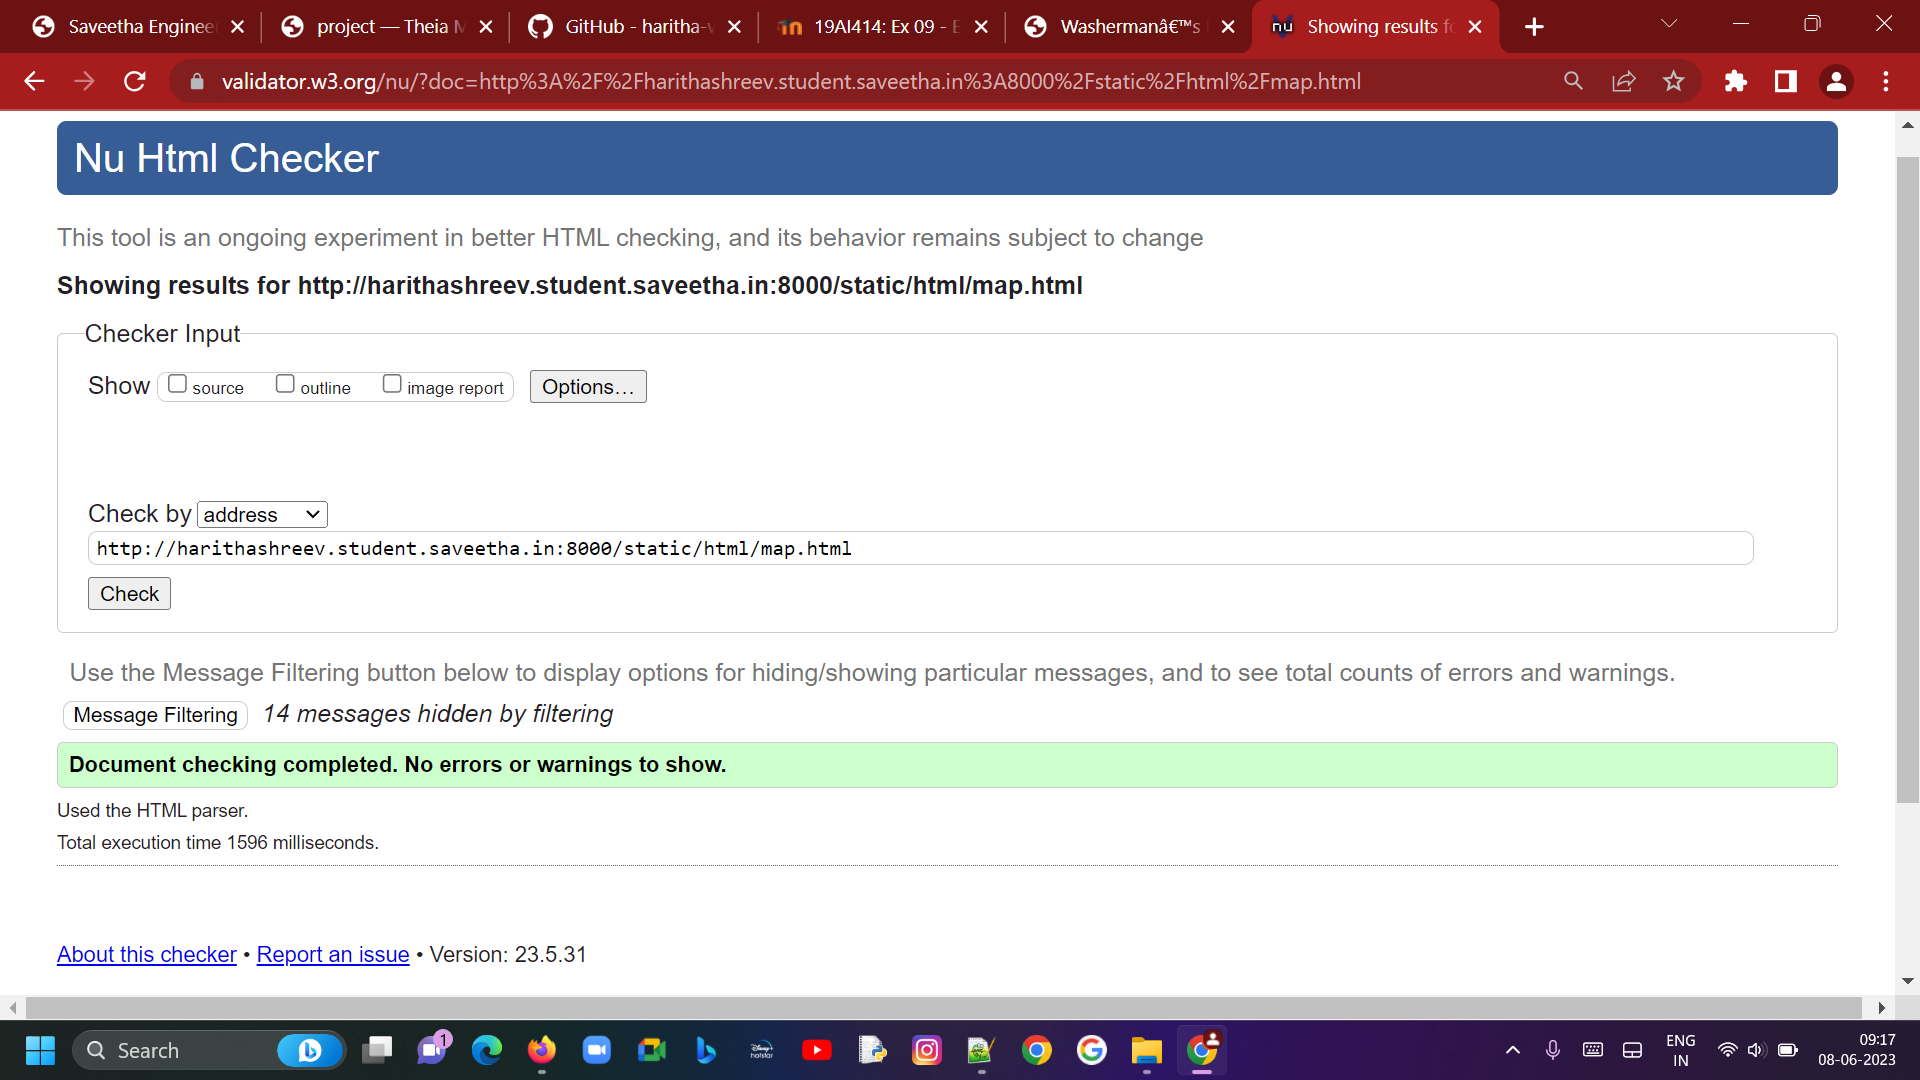 Saveetha Enginee
project — Theia
GitHub - haritha-v
19AI414: Ex 09 - E
Washermanâ€™s
Showing results fo
validator.w3.org/nu/?doc=http%3A%2F%2Fharithashreev.student.saveetha.in%3A8000%2Fstatic%2Fhtml%2Fmap.html
Nu Html Checker
This tool is an ongoing experiment in better HTML checking, and its behavior remains subject to change
Showing results for http://harithashreev.student.saveetha.in:8000/static/html/map.html
Checker Input
Show source outline image report Options…
Check by address
http://harithashreev.student.saveetha.in:8000/static/html/map.html
Check
Use the Message Filtering button below to display options for hiding/showing particular messages, and to see total counts of errors and warnings.
Message Filtering 14 messages hidden by filtering
Document checking completed. No errors or warnings to show.
Used the HTML parser.
Total execution time 1596 milliseconds.
About this checker • Report an issue • Version: 23.5.31
Search
1
Disney+ hotstar
ENG
IN
09:17
08-06-2023